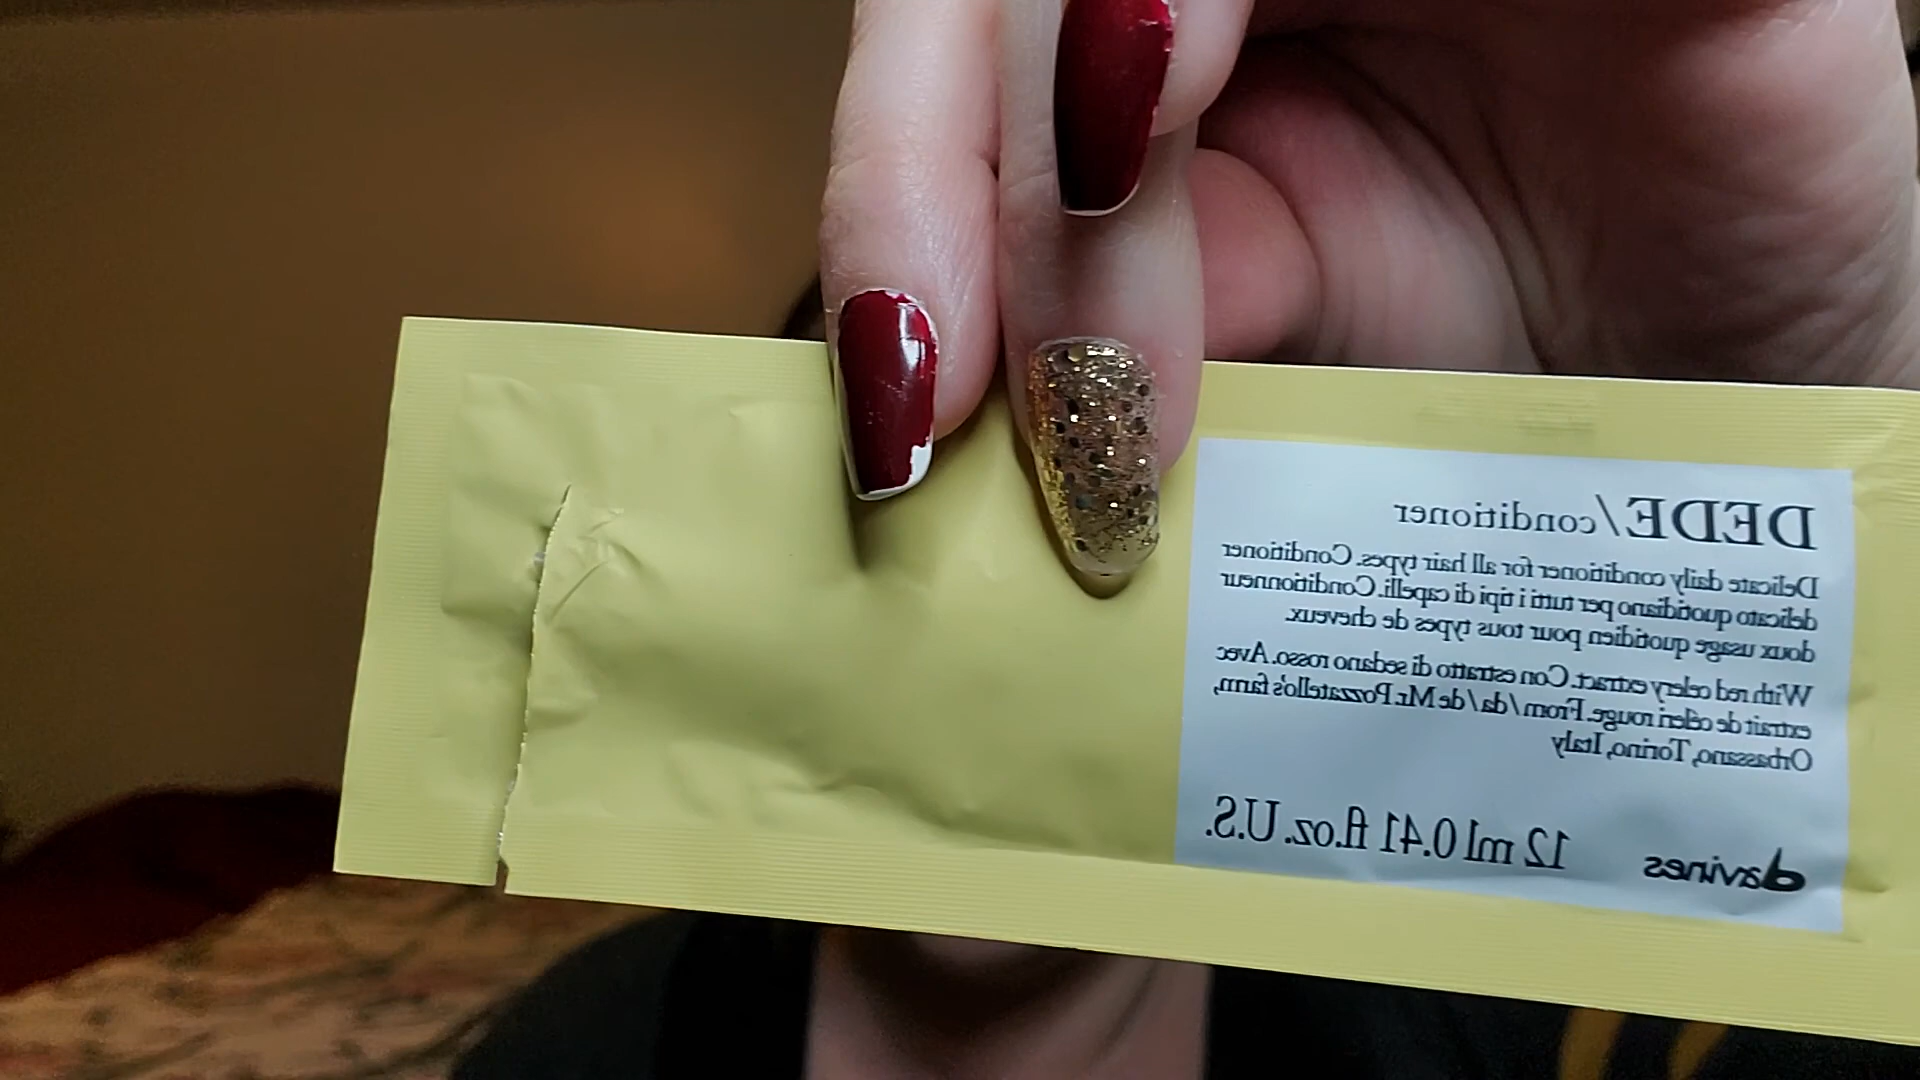 DEDE/conditioner
Delicate daily conditioner for all hair types. Conditioner
delicato quotidiano per tutti i tipi di capelli. Conditionneur
doux usage quotidien pour tous types de cheveux.
With red celery extract. Con estratto di sedano rosso. Avec
extrait de céleri rouge. From/da/de Mr. Pozzatello's farm,
Orbassano, Torino, Italy
davines 12 ml 0.41 fl.oz. U.S.